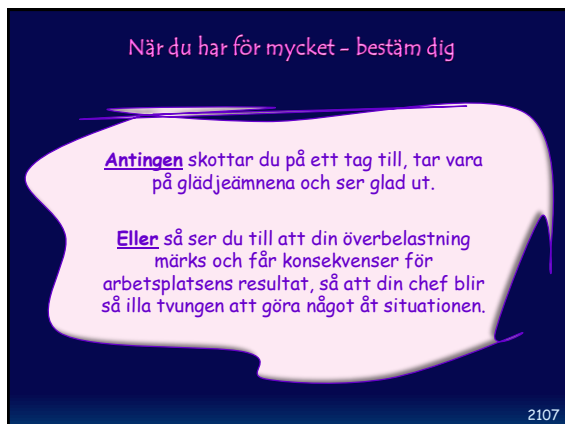 När du har för mycket - bestäm dig
Antingen skottar du på ett tag till, tar vara
på glädjeämnena och ser glad ut.
Eller så ser du till att din överbelastning
märks och får konsekvenser för
arbetsplatsens resultat, så att din chef blir
så illa tvungen att göra något åt situationen.
2107